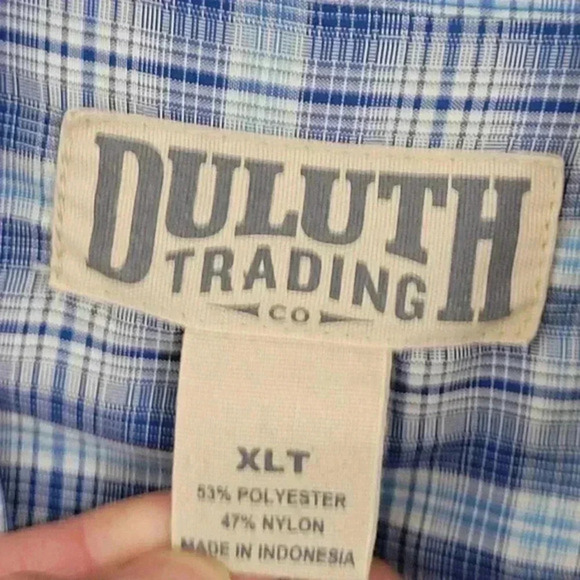 DULUTH
TRADING
CO
XLT
53% POLYESTER
47% NYLON
MADE IN INDONESIA